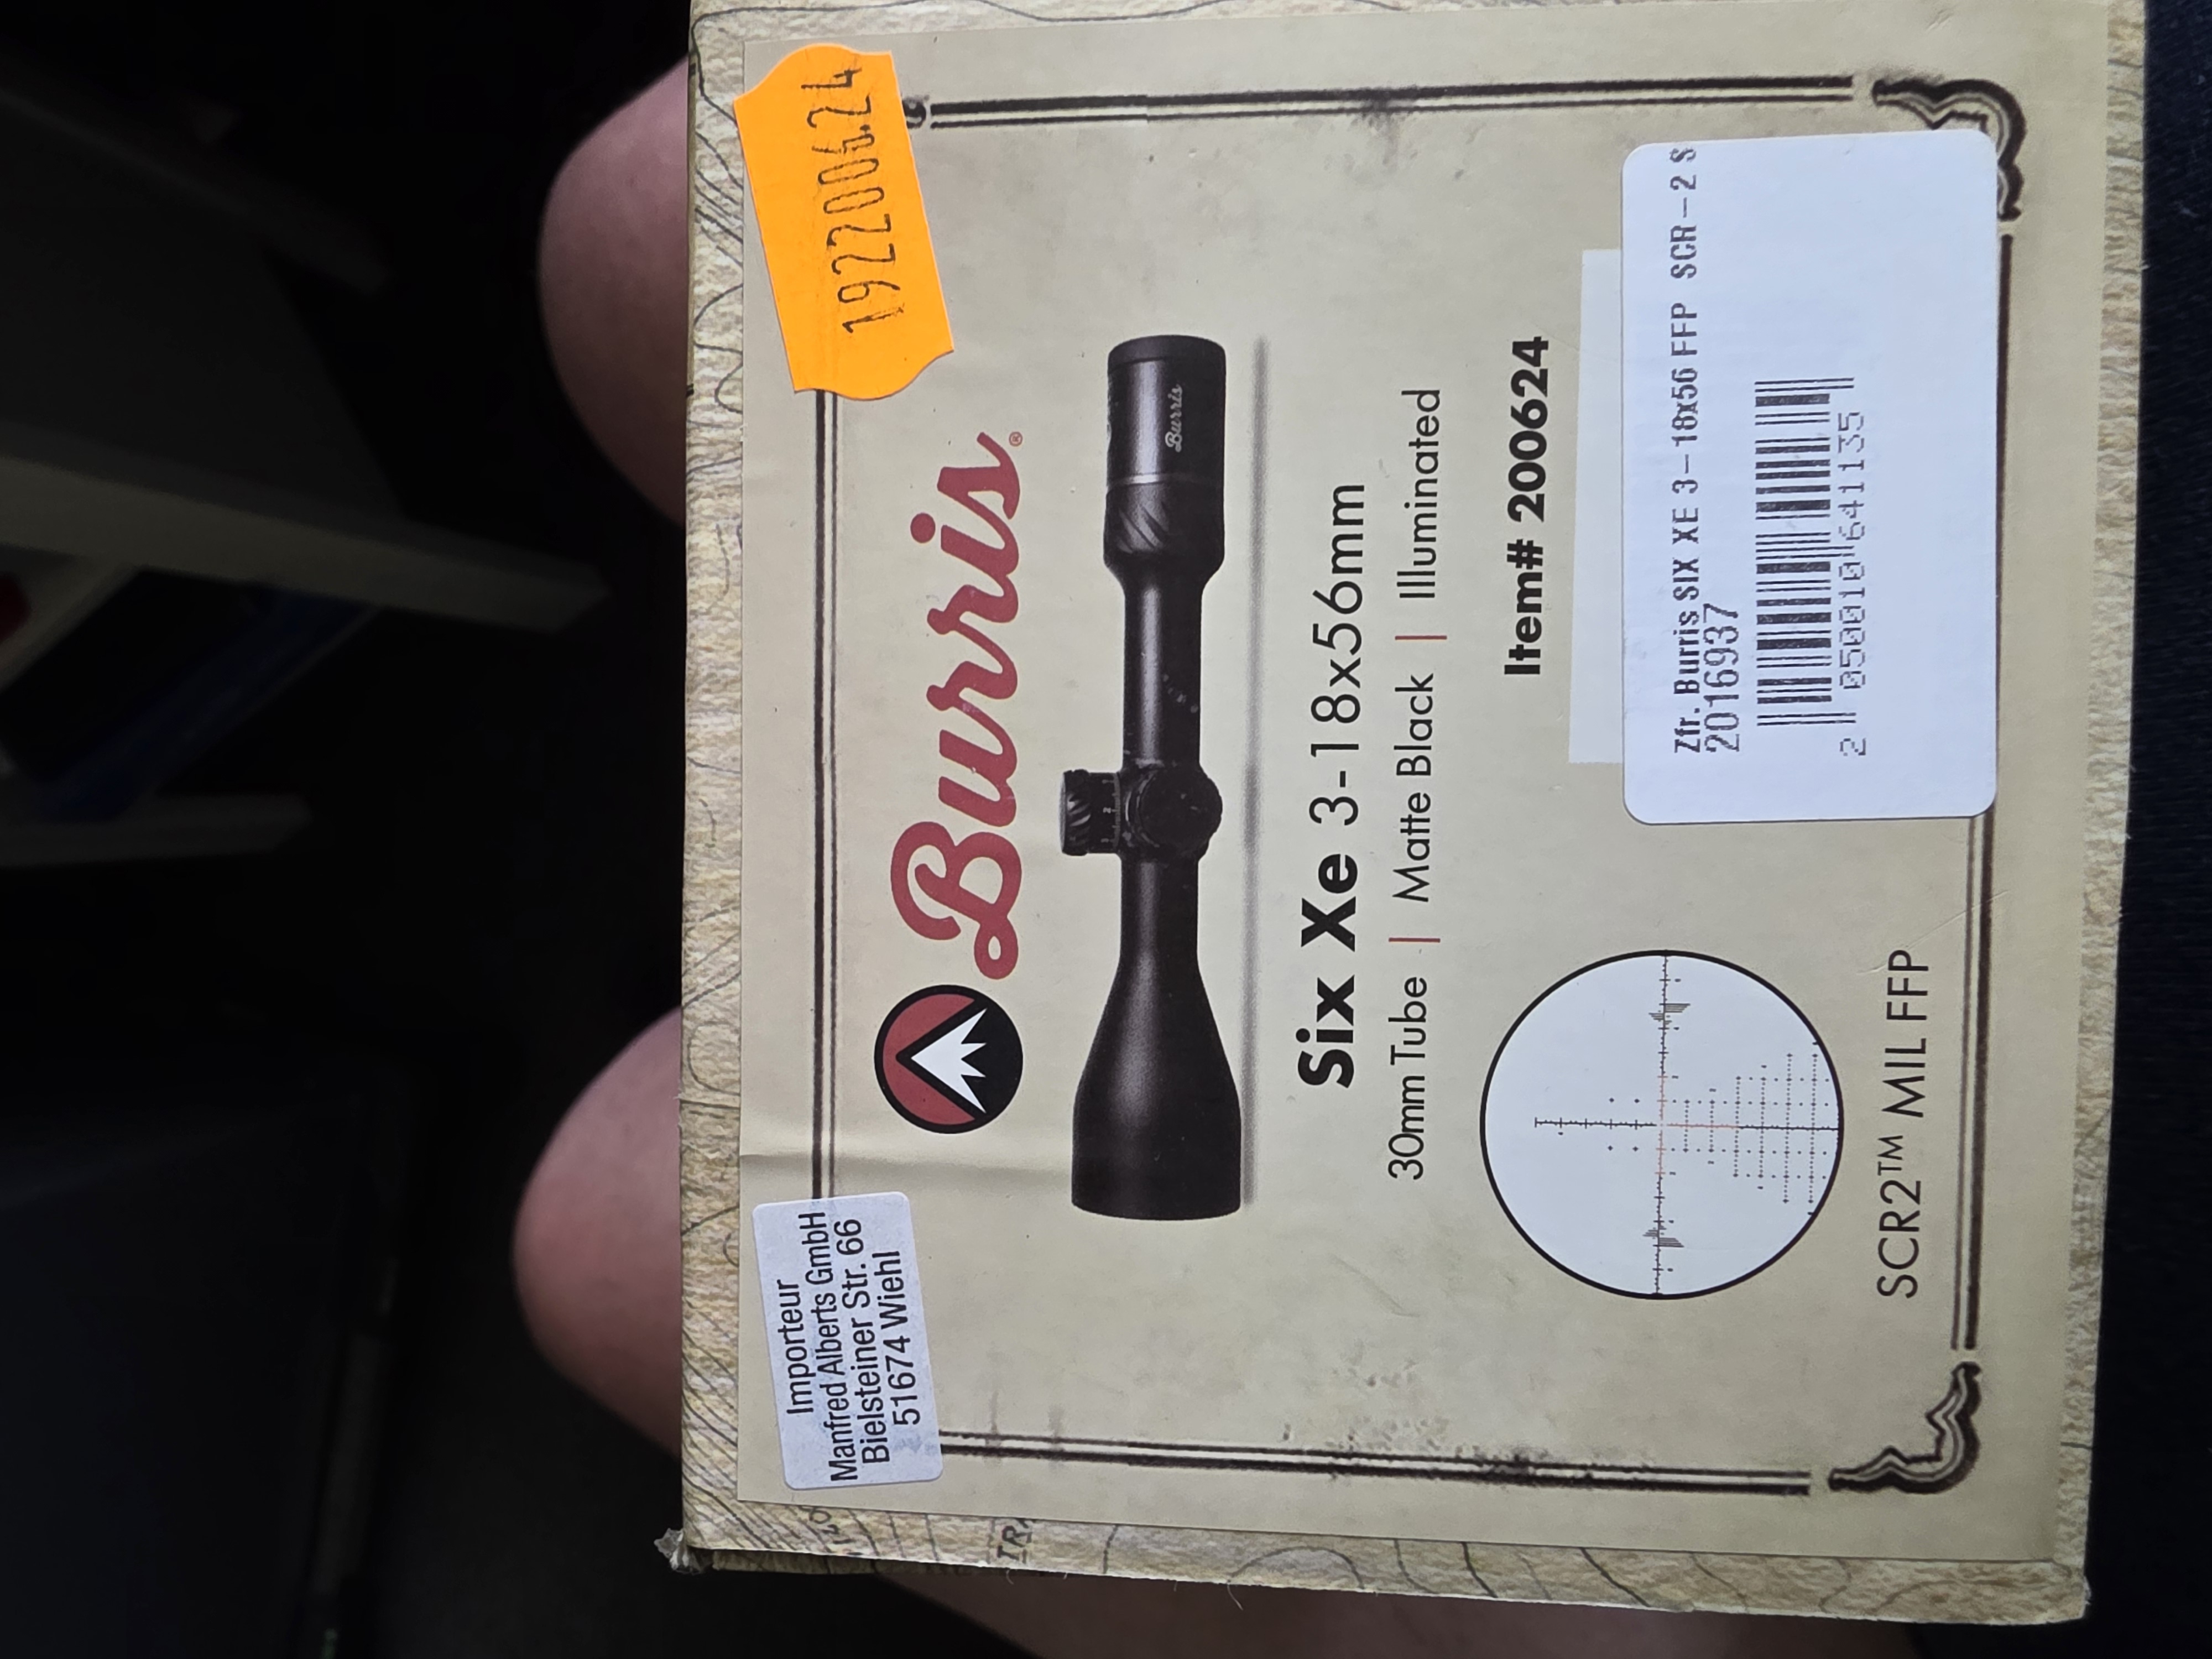 Importeur
Manfred Alberts GmbH
Bielsteiner Str. 66
51674 Wiehl
192200624
Burris®
Burris
Six Xe 3-18x56mm
30mm Tube | Matte Black | Illuminated
Item# 200624
SCR2™ MIL FFP
Zfr. Burris SIX XE 3-18x56 FFP SCR-2 S
2016937
2 050010 641135